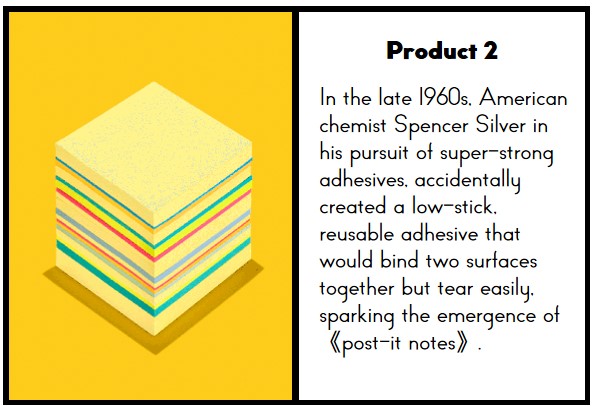 Product 2
In the late 1960s, American
chemist Spencer Silver in
his pursuit of super-strong
adhesives, accidentally
created a low-stick,
reusable adhesive that
would bind two surfaces
together but tear easily,
sparking the emergence of
《post-it notes》.